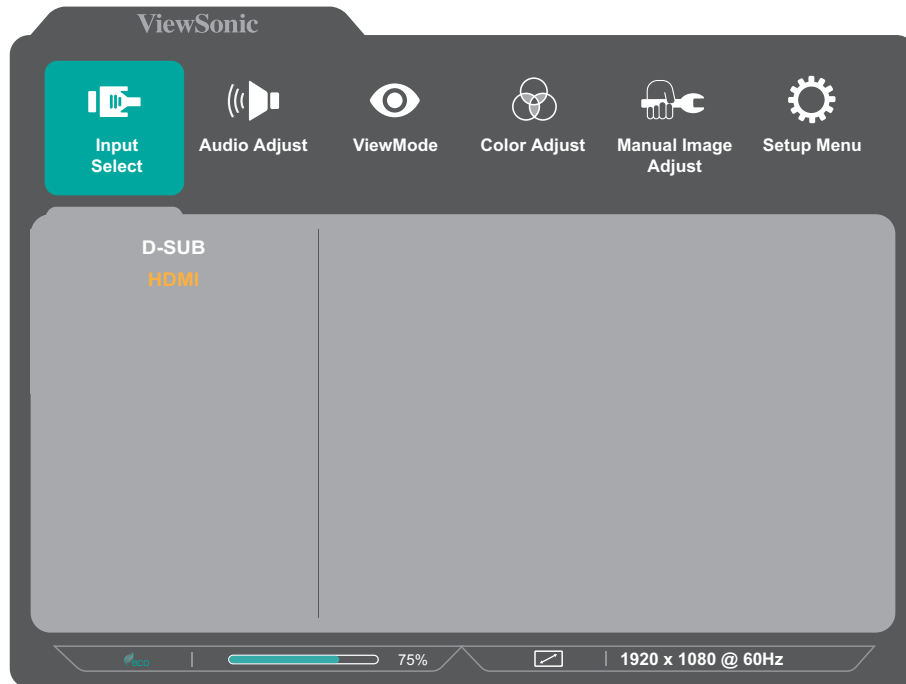 ViewSonic
Input
Select
Audio Adjust
ViewMode
Color Adjust
Manual Image
Adjust
Setup Menu
D-SUB
HDMI
eco
75%
1920 x 1080 @ 60Hz